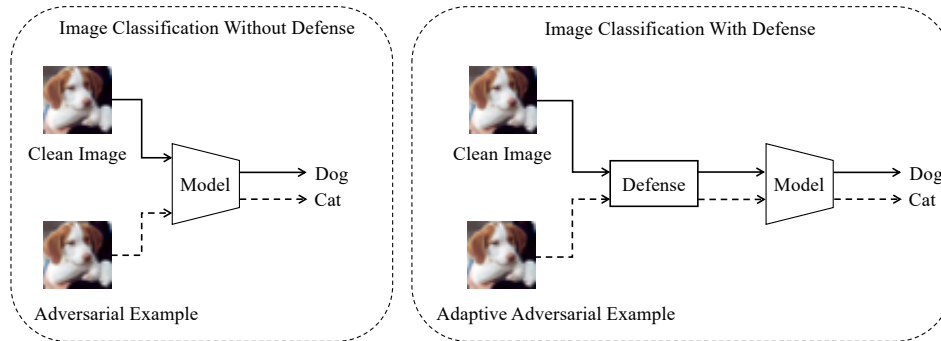 Image Classification Without Defense
Clean Image
Model
Dog
Cat
Adversarial Example
Image Classification With Defense
Clean Image
Defense
Model
Dog
Cat
Adaptive Adversarial Example